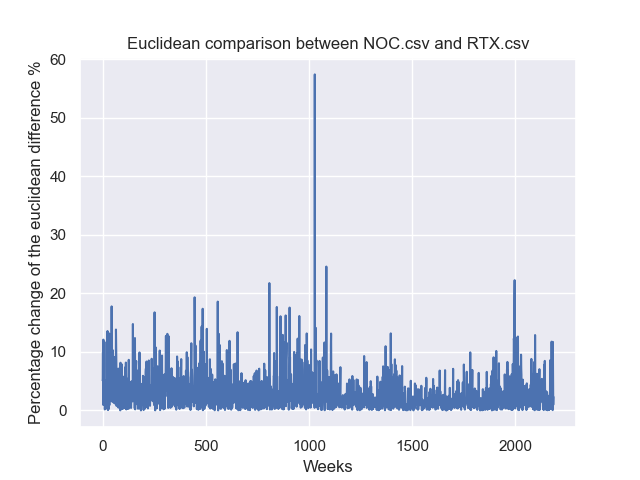 Euclidean comparison between NOC.csv and RTX.csv
Percentage change of the euclidean difference %
60
50
40
30
20
10
0
0 500 1000 1500 2000
Weeks